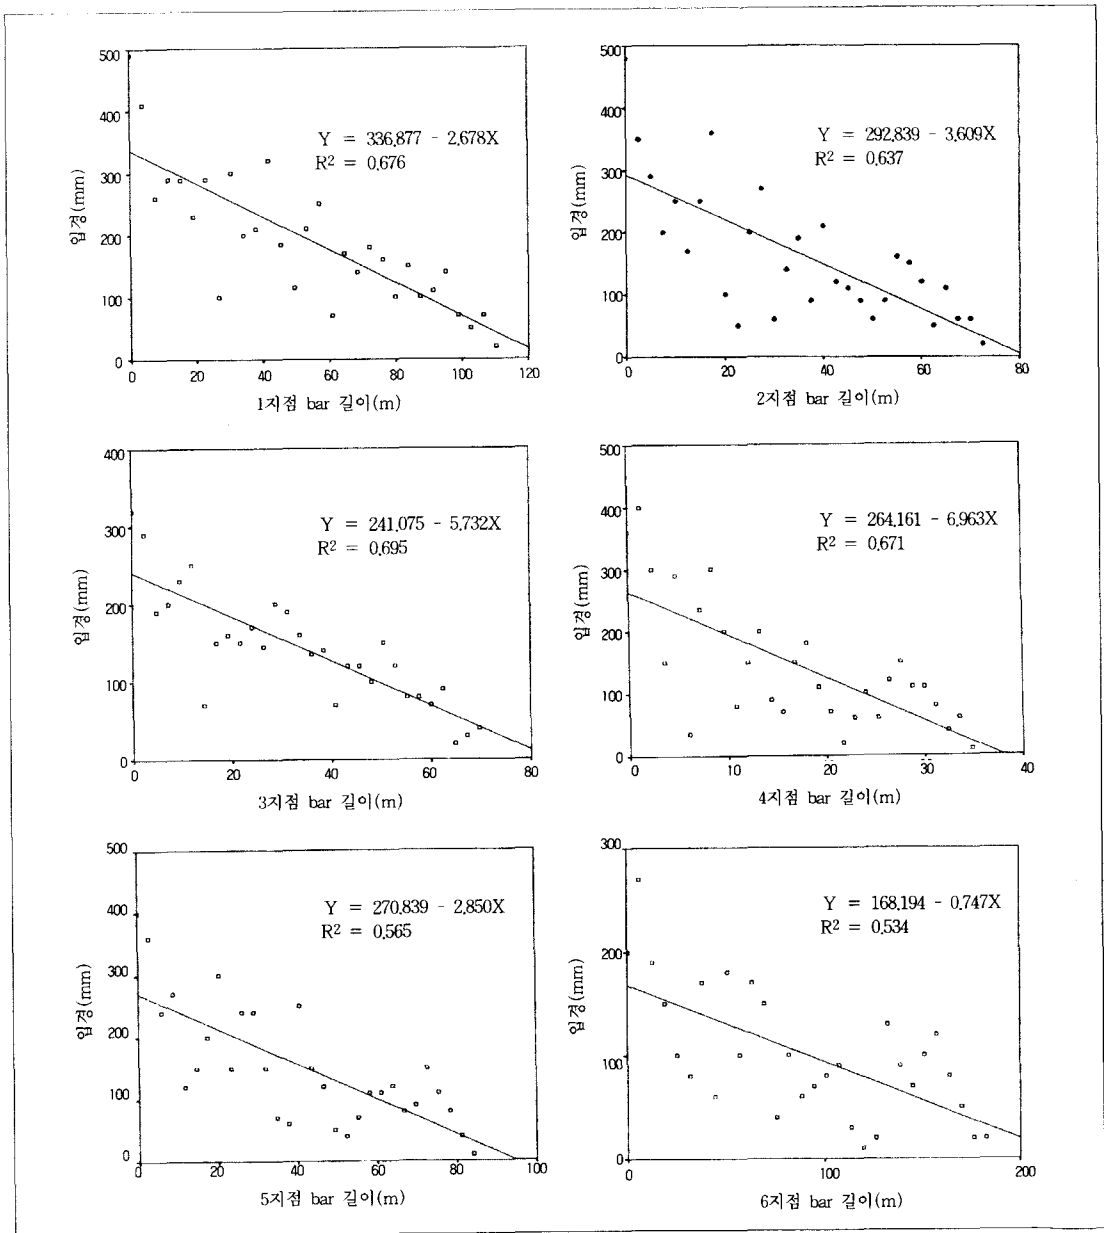 500
400
300
200
100
0
입경(mm)
Y = 336.877 - 2.678X
R² = 0.676
0 20 40 60 80 100 120
1지점 bar 길이(m)
500
400
300
200
100
0
입경(mm)
Y = 292.839 - 3.609X
R² = 0.637
0 20 40 60 80
2지점 bar 길이(m)
400
300
200
100
0
입경(mm)
Y = 241.075 - 5.732X
R² = 0.695
0 20 40 60 80
3지점 bar 길이(m)
500
400
300
200
100
0
입경(mm)
Y = 264.161 - 6.963X
R² = 0.671
0 10 20 30 40
4지점 bar 길이(m)
500
400
300
200
100
0
입경(mm)
Y = 270.839 - 2.850X
R² = 0.565
0 20 40 60 80 100
5지점 bar 길이(m)
300
200
100
0
입경(mm)
Y = 168.194 - 0.747X
R² = 0.534
0 100 200
6지점 bar 길이(m)